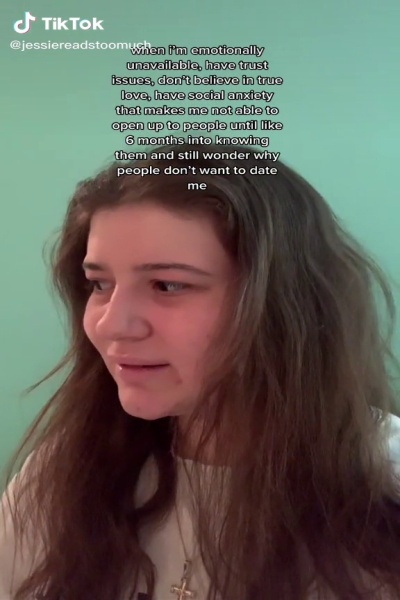 TikTok
@jessiereadstoomuch
when i'm emotionally
unavailable, have trust
issues, don't believe in true
love, have social anxiety
that makes me not able to
open up to people until like
6 months into knowing
them and still wonder why
people don't want to date
me